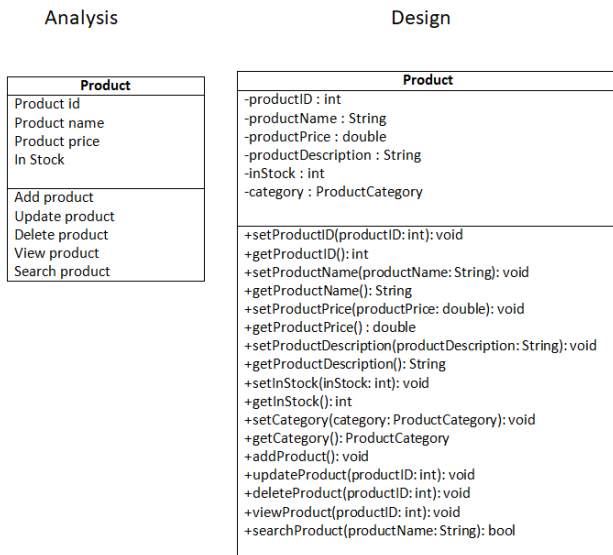 Analysis
Design
Product
Product id
Product name
Product price
In Stock
Add product
Update product
Delete product
View product
Search product
Product
-productID : int
-productName : String
-productPrice : double
-productDescription : String
-inStock : int
-category : ProductCategory
+setProductID(productID: int): void
+getProductID(): int
+setProductName(productName: String): void
+getProductName(): String
+setProductPrice(productPrice: double): void
+getProductPrice() : double
+setProductDescription(productDescription: String): void
+getProductDescription(): String
+setInStock(inStock: int): void
+getInStock(): int
+setCategory(category: ProductCategory): void
+getCategory(): ProductCategory
+addProduct(): void
+updateProduct(productID: int): void
+deleteProduct(productID: int): void
+viewProduct(productID: int): void
+searchProduct(productName: String): bool